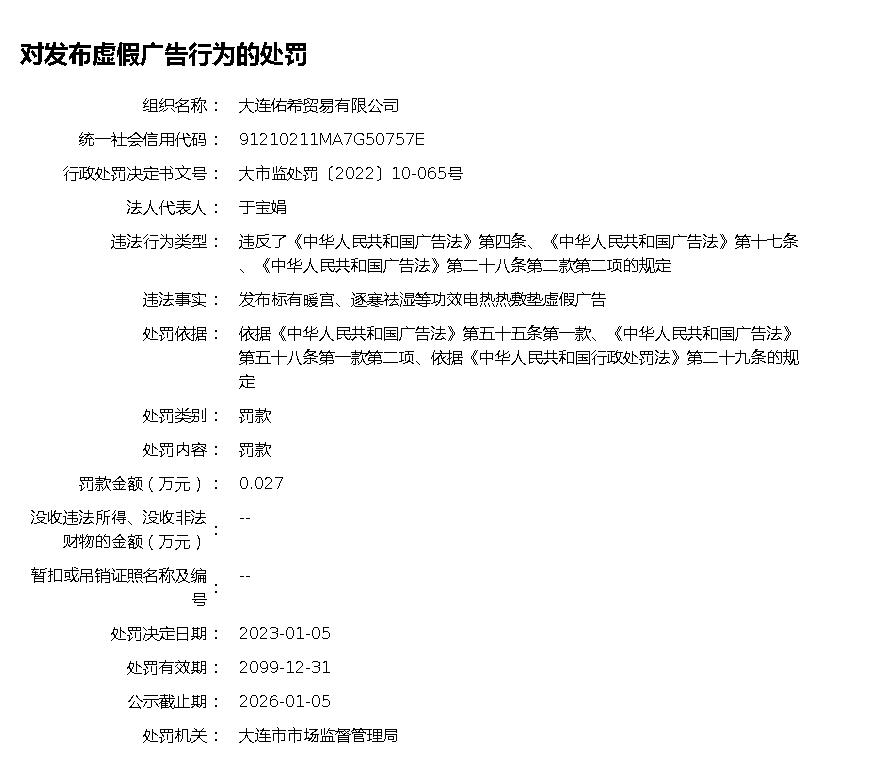 对发布虚假广告行为的处罚
组织名称： 大连佑希贸易有限公司
统一社会信用代码： 91210211MA7G50757E
行政处罚决定书文号： 大市监处罚〔2022〕10-065号
法人代表人： 于宝娟
违法行为类型： 违反了《中华人民共和国广告法》第四条、《中华人民共和国广告法》第十七条
、《中华人民共和国广告法》第二十八条第二款第二项的规定
违法事实： 发布标有暖宫、逐寒祛湿等功效电热热敷垫虚假广告
处罚依据： 依据《中华人民共和国广告法》第五十五条第一款、《中华人民共和国广告法》
第五十八条第一款第二项、依据《中华人民共和国行政处罚法》第二十九条的规
定
处罚类别： 罚款
处罚内容： 罚款
罚款金额（万元）： 0.027
没收违法所得、没收非法
财物的金额（万元）： --
暂扣或吊销证照名称及编
号： --
处罚决定日期： 2023-01-05
处罚有效期： 2099-12-31
公示截止期： 2026-01-05
处罚机关： 大连市市场监督管理局